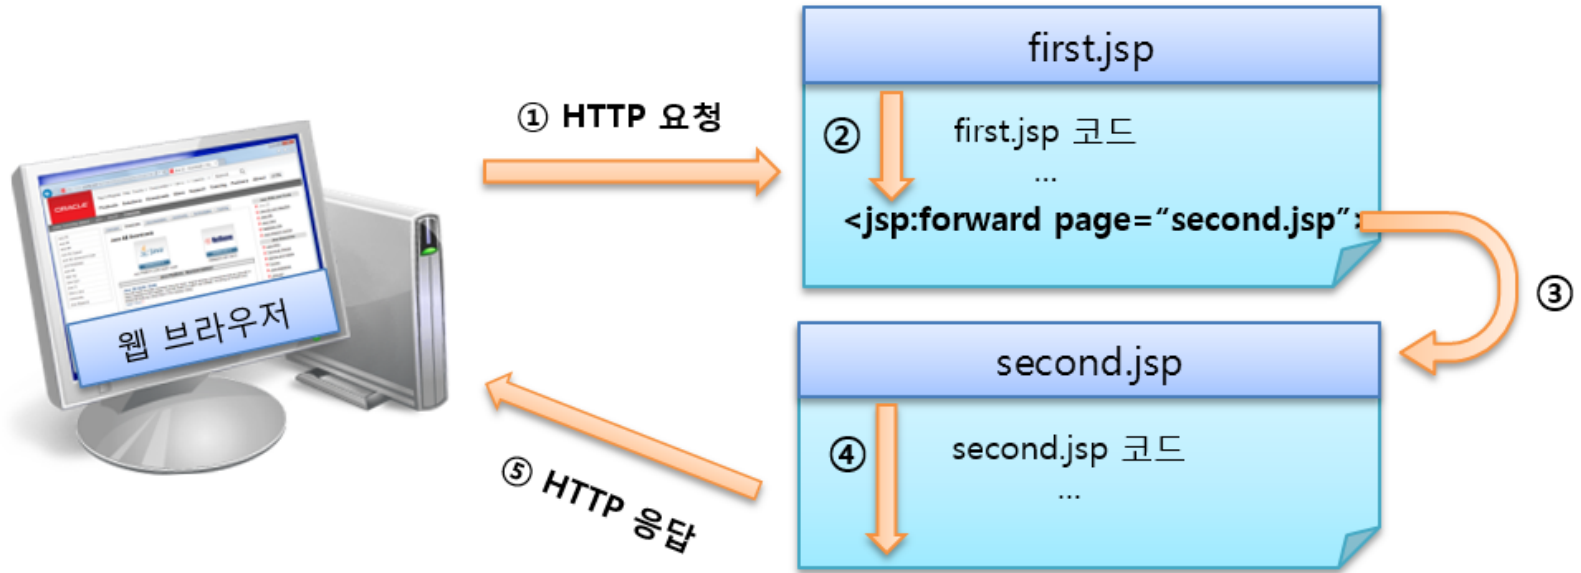 first.jsp
① HTTP 요청
② first.jsp 코드
...
<jsp:forward page=“second.jsp”>
③
ORACLE
웹 브라우저
second.jsp
④ second.jsp 코드
...
⑤ HTTP 응답